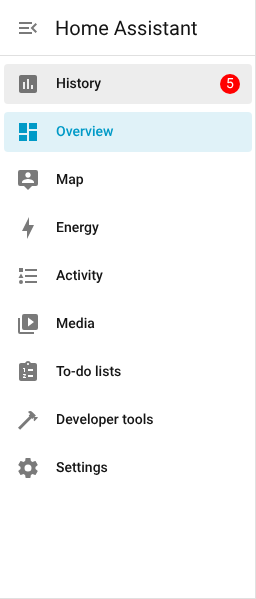 Home Assistant
History 5
Overview
Map
Energy
Activity
Media
To-do lists
Developer tools
Settings